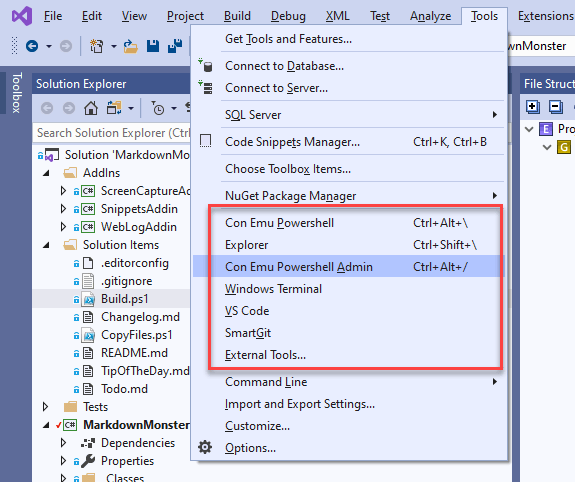 File Edit View Project Build Debug XML Test Analyze Tools Extensions
wnMonster
Toolbox
Solution Explorer
Search Solution Explorer (Ctr
Solution 'MarkdownMo
AddIns
ScreenCaptureAd
SnippetsAddin
WebLogAddin
Solution Items
.editorconfig
.gitignore
Build.ps1
Changelog.md
CopyFiles.ps1
README.md
TipOfTheDay.md
Todo.md
Tests
MarkdownMonster
Dependencies
Properties
_Classes
Get Tools and Features...
Connect to Database...
Connect to Server...
SQL Server
Code Snippets Manager... Ctrl+K, Ctrl+B
Choose Toolbox Items...
NuGet Package Manager
Con Emu Powershell Ctrl+Alt+\
Explorer Ctrl+Shift+\
Con Emu Powershell Admin Ctrl+Alt+/
Windows Terminal
VS Code
SmartGit
External Tools...
Command Line
Import and Export Settings...
Customize...
Options...
File Structure
E Pro
G